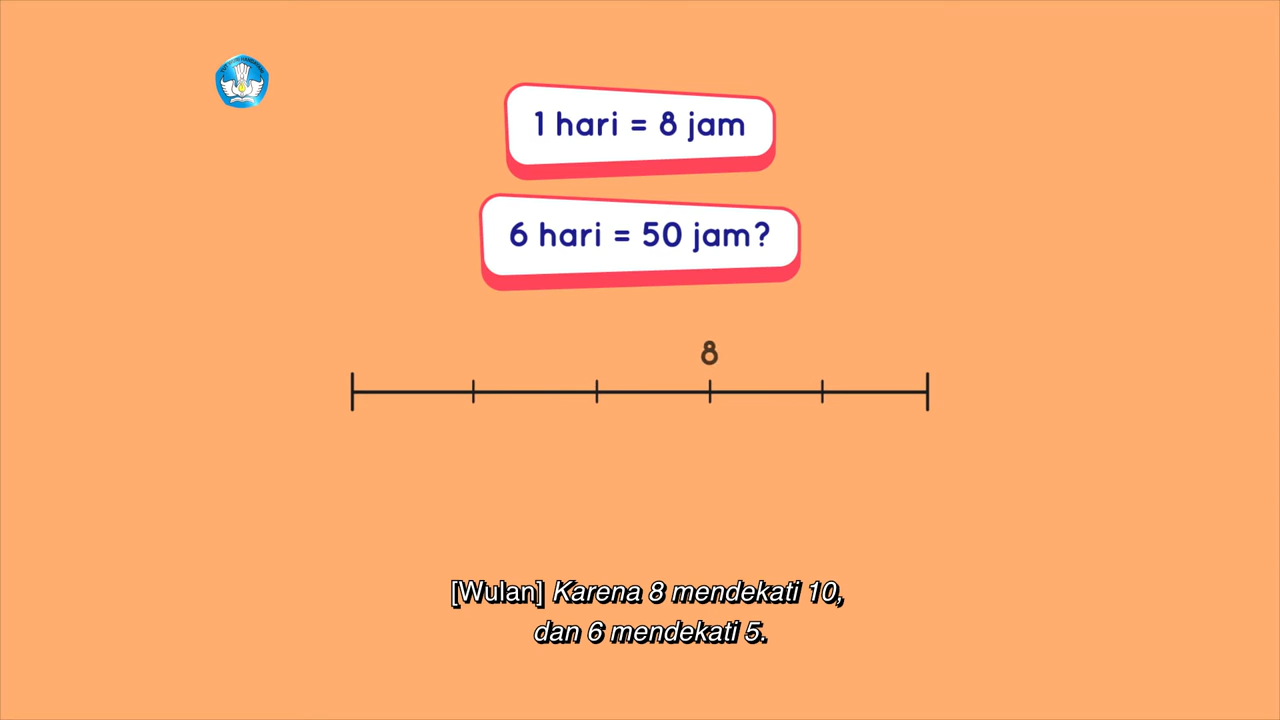 1 hari = 8 jam
6 hari = 50 jam?
8
[Wulan] Karena 8 mendekati 10,
dan 6 mendekati 5.